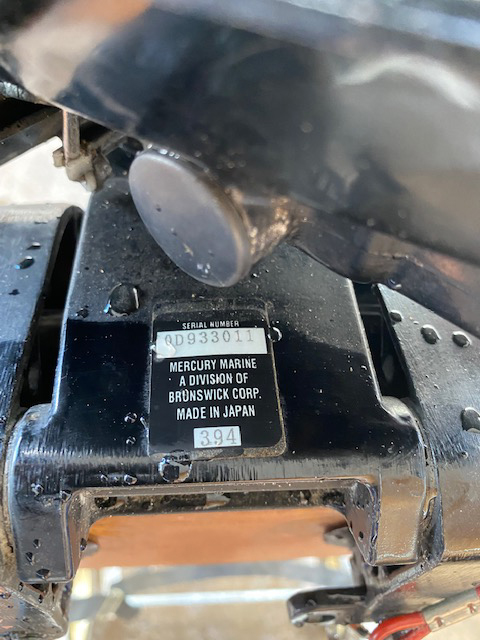 SERIAL NUMBER
0D933011
MERCURY MARINE
A DIVISION OF
BRUNSWICK CORP.
MADE IN JAPAN
394